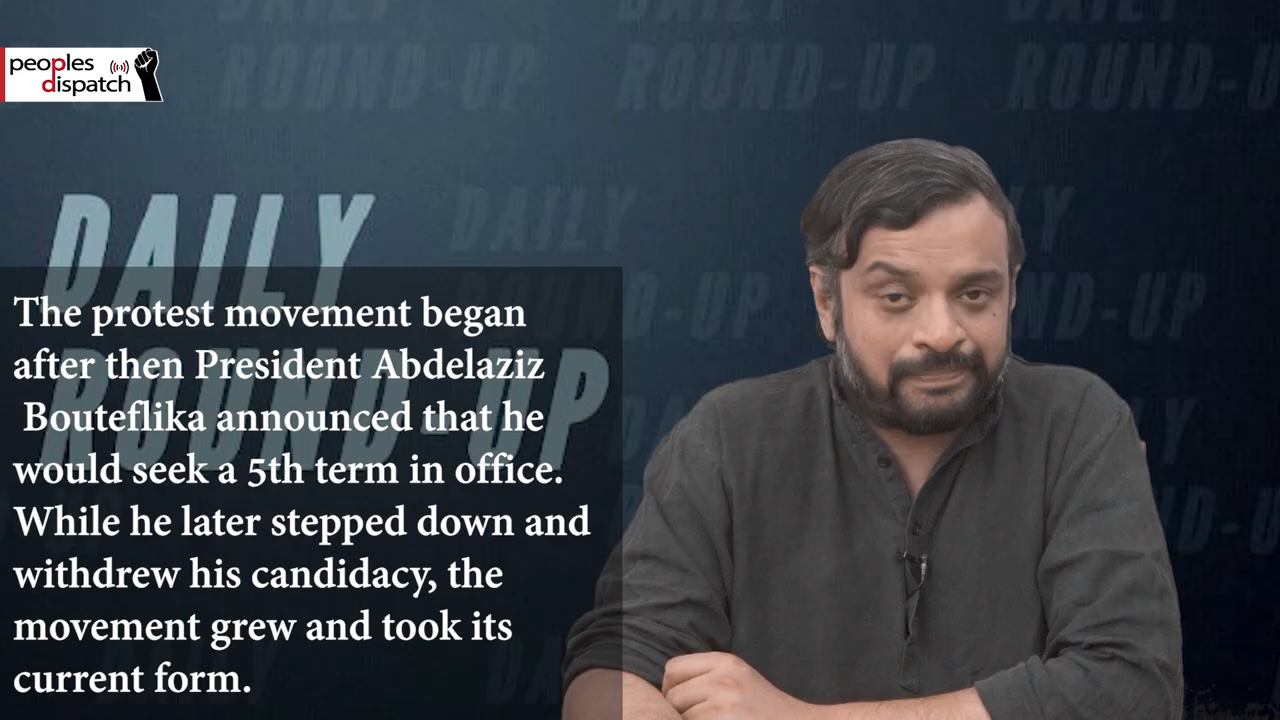 peoples
dispatch
DAILY
ROUND-UP
The protest movement began
after then President Abdelaziz
Bouteflika announced that he
would seek a 5th term in office.
While he later stepped down and
withdrew his candidacy, the
movement grew and took its
current form.